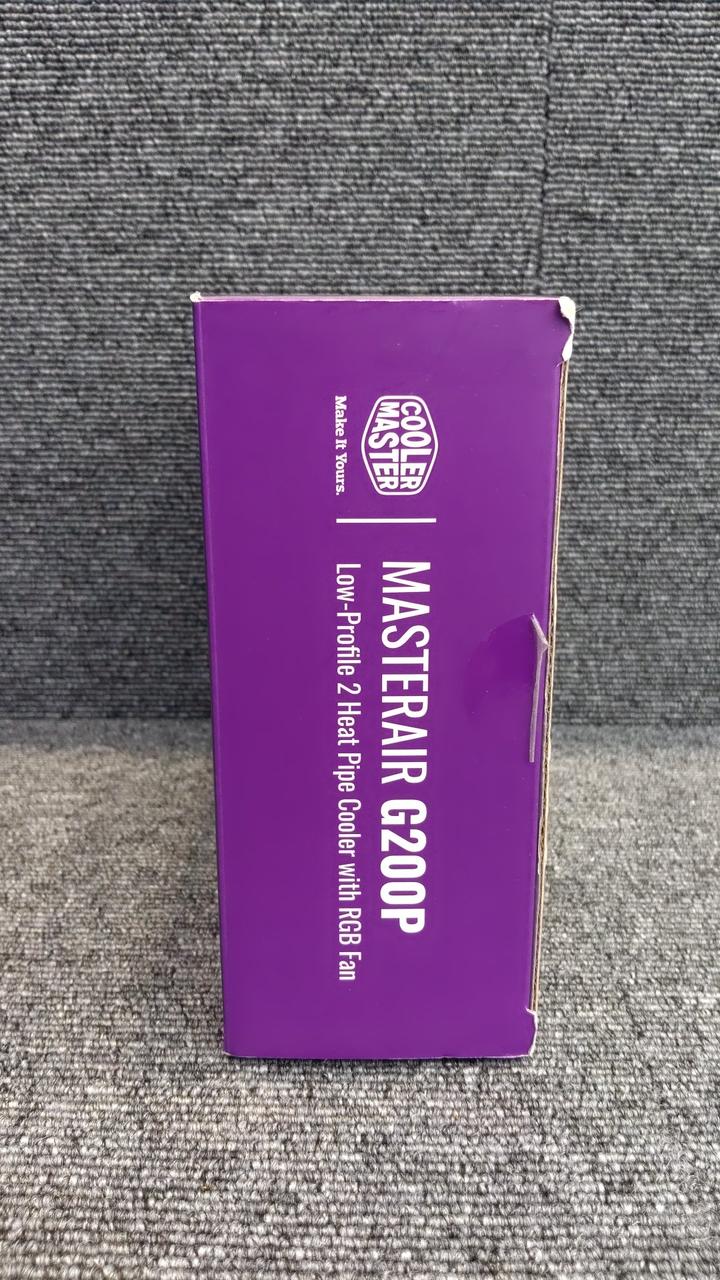 COOLER
MASTER
Make It Yours.
MASTERAIR G200P
Low-Profile 2 Heat Pipe Cooler with RGB Fan